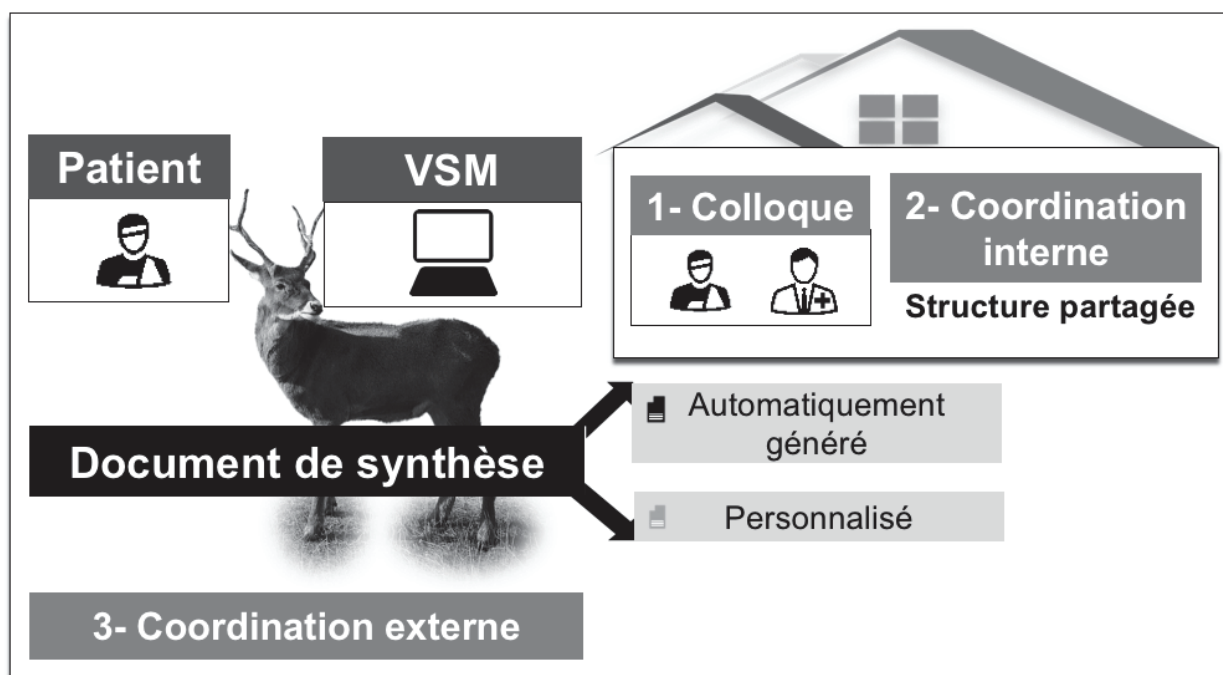 Patient
VSM
1- Colloque
2- Coordination
interne
Structure partagée
Document de synthèse
Automatiquement
généré
Personnalisé
3- Coordination externe